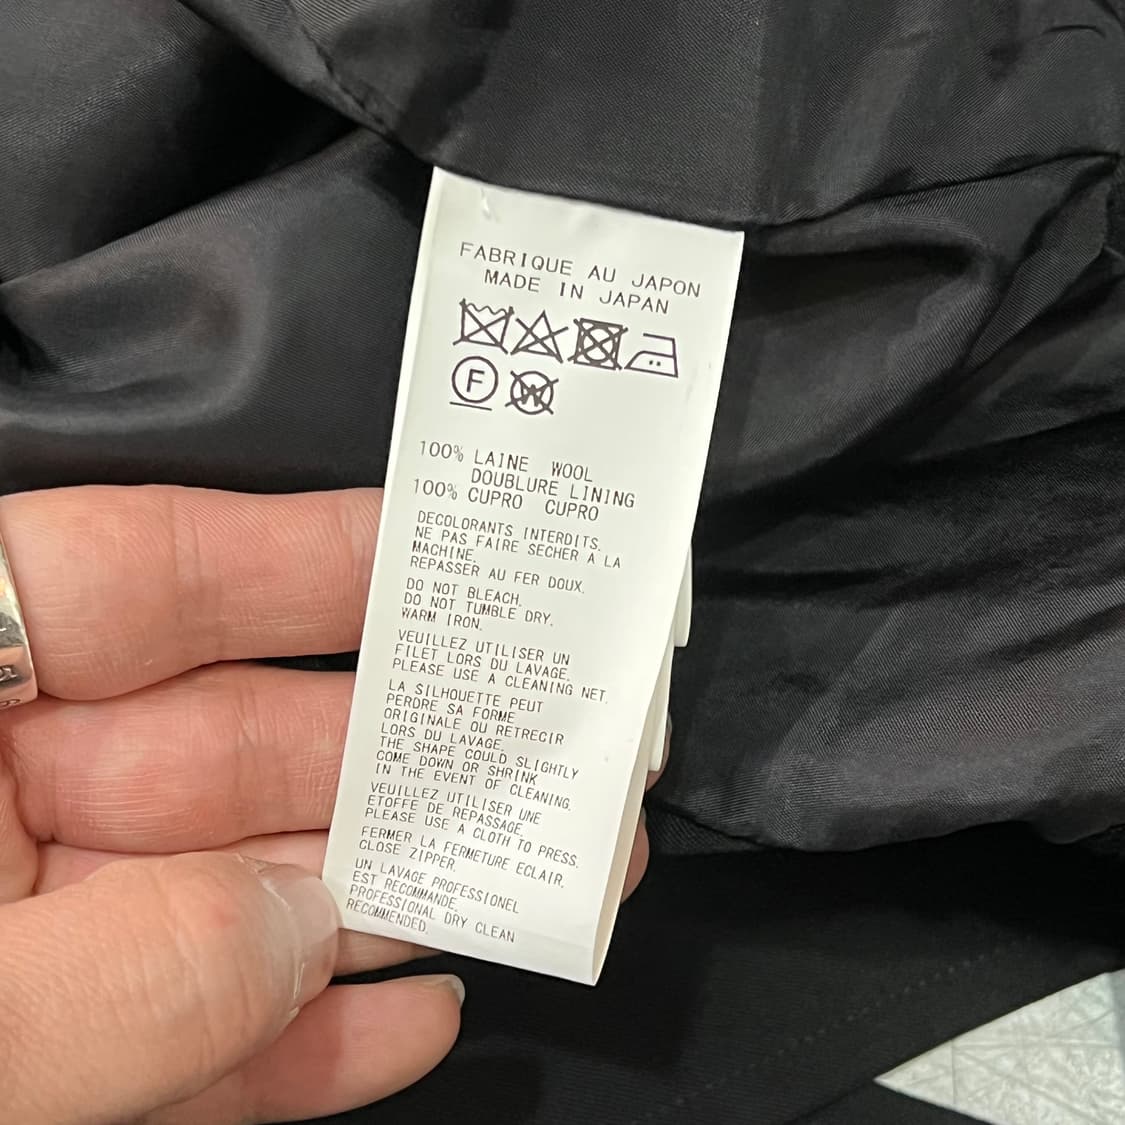 FABRIQUE AU JAPON
MADE IN JAPAN
F W
100% LAINE WOOL
DOUBLURE LINING
100% CUPRO CUPRO
DECOLORANTS INTERDITS.
NE PAS FAIRE SECHER A LA
MACHINE.
REPASSER AU FER DOUX.
DO NOT BLEACH.
DO NOT TUMBLE DRY.
WARM IRON.
VEUILLEZ UTILISER UN
FILET LORS DU LAVAGE.
PLEASE USE A CLEANING NET.
LA SILHOUETTE PEUT
PERDRE SA FORME
ORIGINALE OU RETRECIR
LORS DU LAVAGE.
THE SHAPE COULD SLIGHTLY
COME DOWN OR SHRINK
IN THE EVENT OF CLEANING.
VEUILLEZ UTILISER UNE
ETOFFE DE REPASSAGE.
PLEASE USE A CLOTH TO PRESS.
FERMER LA FERMETURE ECLAIR.
CLOSE ZIPPER.
UN LAVAGE PROFESSIONEL
EST RECOMMANDE.
PROFESSIONAL DRY CLEAN
RECOMMENDED.